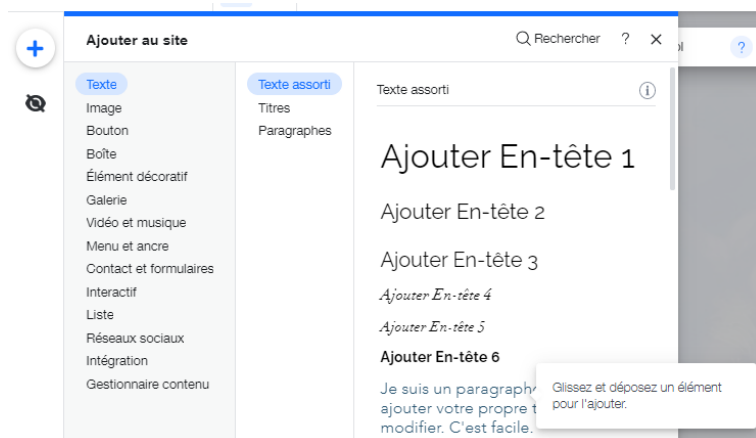 Ajouter au site
Rechercher
?
Texte
Image
Bouton
Boîte
Élément décoratif
Galerie
Vidéo et musique
Menu et ancre
Contact et formulaires
Interactif
Liste
Réseaux sociaux
Intégration
Gestionnaire contenu
Texte assorti
Titres
Paragraphes
Texte assorti
Ajouter En-tête 1
Ajouter En-tête 2
Ajouter En-tête 3
Ajouter En-tête 4
Ajouter En-tête 5
Ajouter En-tête 6
Je suis un paragraph
ajouter votre propre t
modifier. C'est facile.
Glissez et déposez un élément
pour l'ajouter.
?